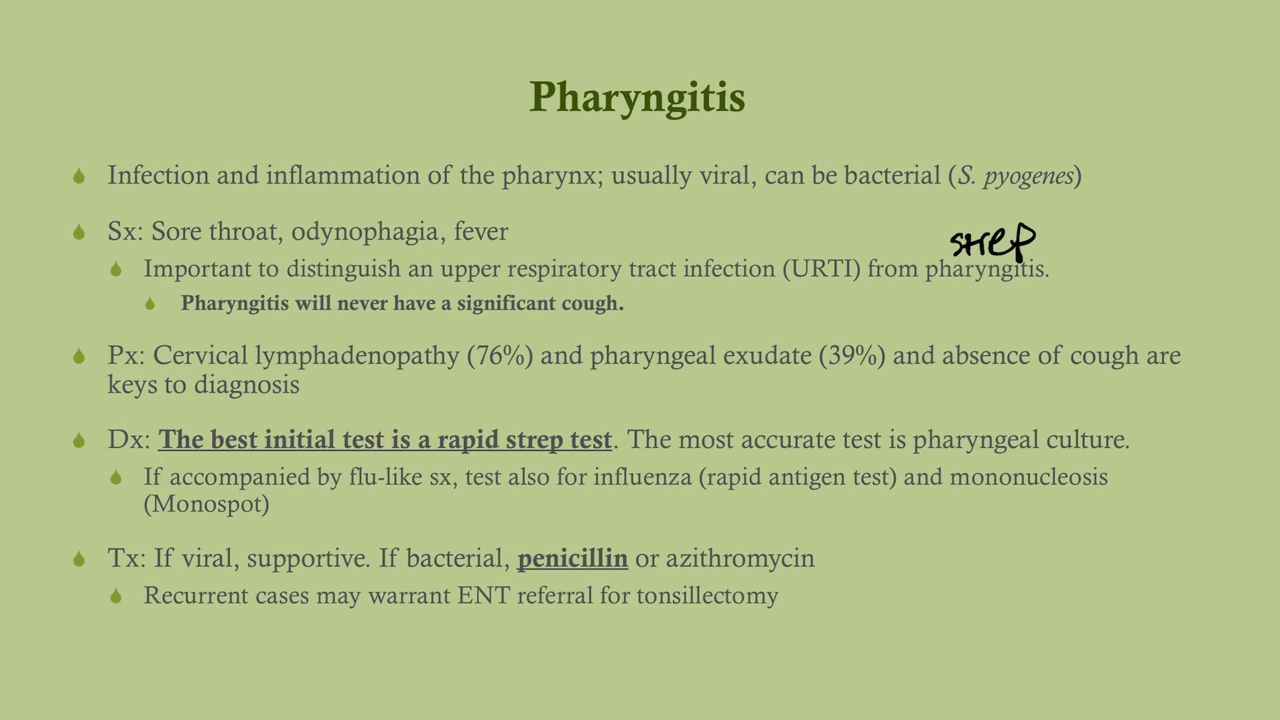 Pharyngitis
Infection and inflammation of the pharynx; usually viral, can be bacterial (S. pyogenes)
Sx: Sore throat, odynophagia, fever
strep
Important to distinguish an upper respiratory tract infection (URTI) from pharyngitis.
Pharyngitis will never have a significant cough.
Px: Cervical lymphadenopathy (76%) and pharyngeal exudate (39%) and absence of cough are
keys to diagnosis
Dx: The best initial test is a rapid strep test. The most accurate test is pharyngeal culture.
If accompanied by flu-like sx, test also for influenza (rapid antigen test) and mononucleosis
(Monospot)
Tx: If viral, supportive. If bacterial, penicillin or azithromycin
Recurrent cases may warrant ENT referral for tonsillectomy